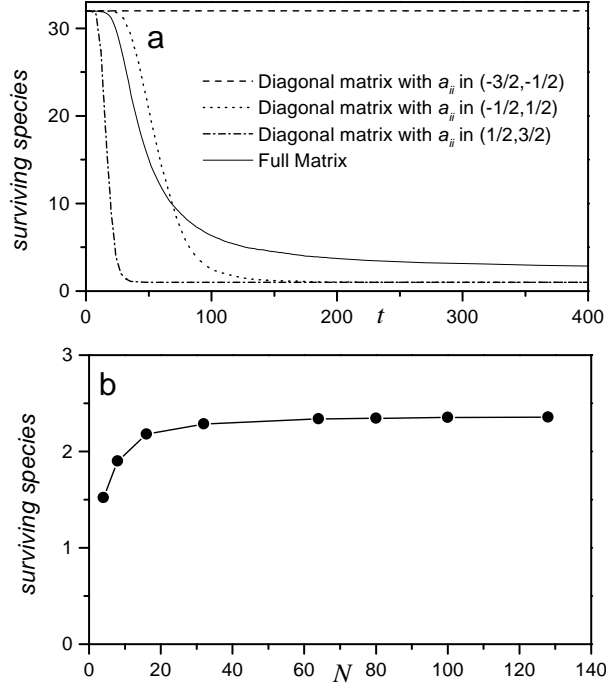 30
20
10
0
surviving species
a
Diagonal matrix with a_ii in (-3/2,-1/2)
Diagonal matrix with a_ii in (-1/2,1/2)
Diagonal matrix with a_ii in (1/2,3/2)
Full Matrix
0 100 200 300 400
t
3
2
1
0
surviving species
b
0 20 40 60 80 100 120 140
N